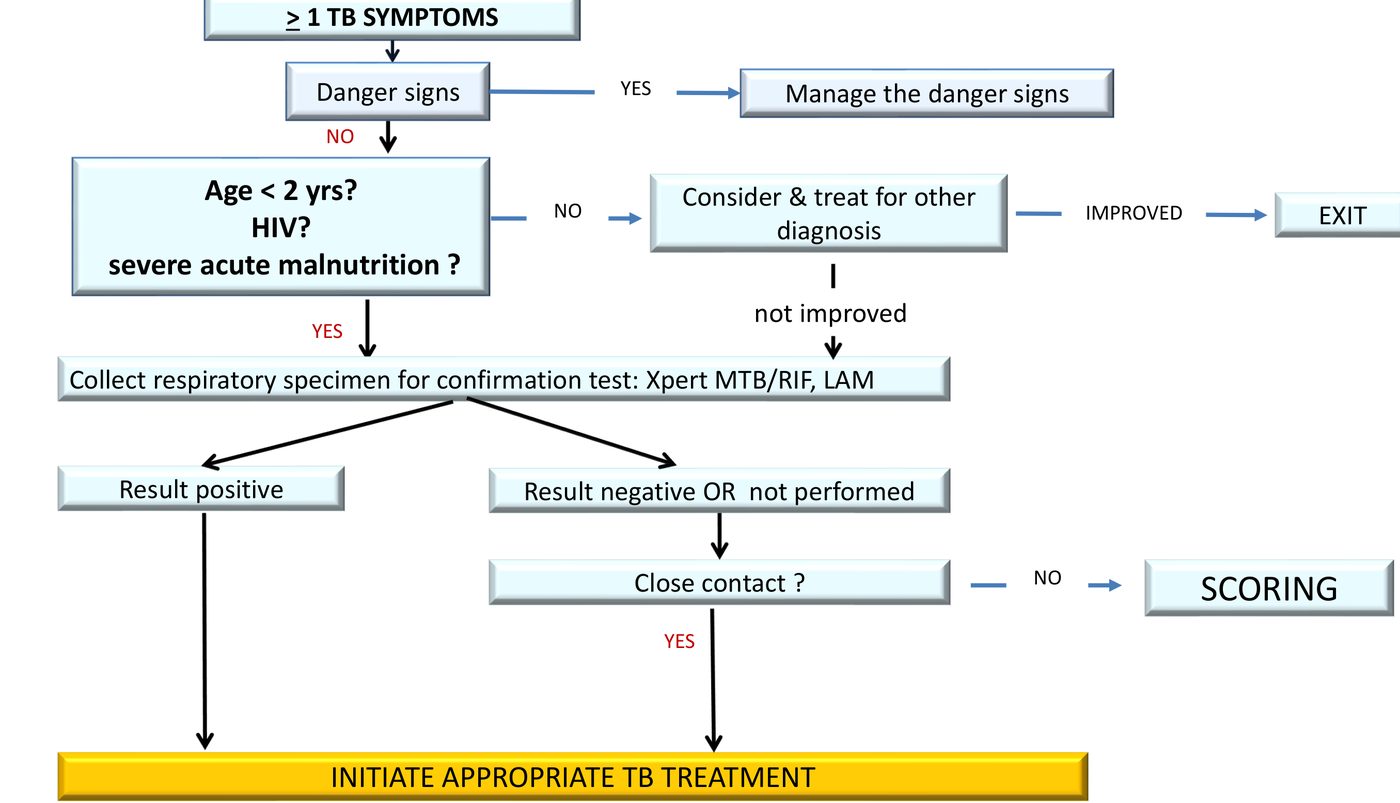 ≥ 1 TB SYMPTOMS
Danger signs
YES
Manage the danger signs
NO
Age < 2 yrs?
HIV?
severe acute malnutrition ?
NO
Consider & treat for other
diagnosis
IMPROVED
EXIT
YES
not improved
Collect respiratory specimen for confirmation test: Xpert MTB/RIF, LAM
Result positive
Result negative OR  not performed
Close contact ?
NO
SCORING
YES
INITIATE APPROPRIATE TB TREATMENT